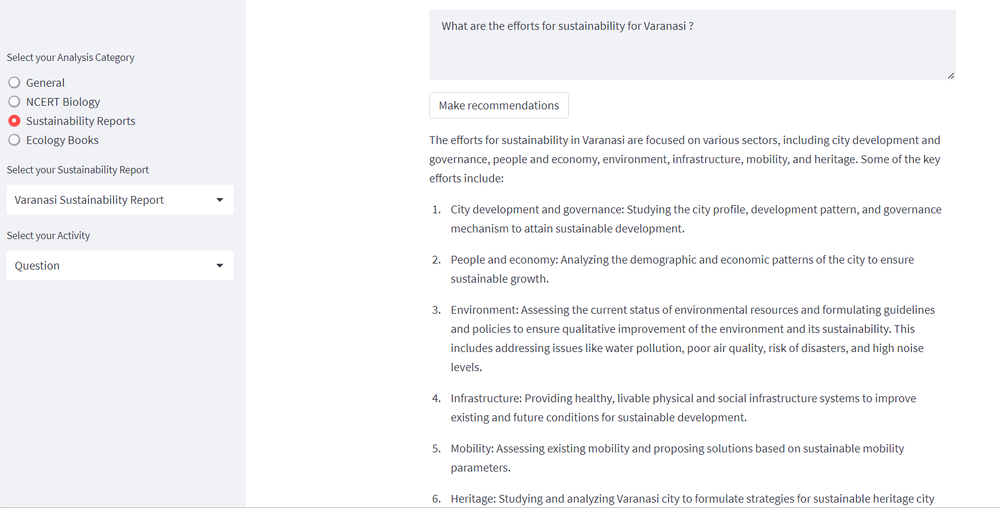 Select your Analysis Category
General
NCERT Biology
Sustainability Reports
Ecology Books
Select your Sustainability Report
Varanasi Sustainability Report
Select your Activity
Question
What are the efforts for sustainability for Varanasi ?
Make recommendations
The efforts for sustainability in Varanasi are focused on various sectors, including city development and
governance, people and economy, environment, infrastructure, mobility, and heritage. Some of the key
efforts include:
1. City development and governance: Studying the city profile, development pattern, and governance
mechanism to attain sustainable development.
2. People and economy: Analyzing the demographic and economic patterns of the city to ensure
sustainable growth.
3. Environment: Assessing the current status of environmental resources and formulating guidelines
and policies to ensure qualitative improvement of the environment and its sustainability. This
includes addressing issues like water pollution, poor air quality, risk of disasters, and high noise
levels.
4. Infrastructure: Providing healthy, livable physical and social infrastructure systems to improve
existing and future conditions for sustainable development.
5. Mobility: Assessing existing mobility and proposing solutions based on sustainable mobility
parameters.
6. Heritage: Studying and analyzing Varanasi city to formulate strategies for sustainable heritage city